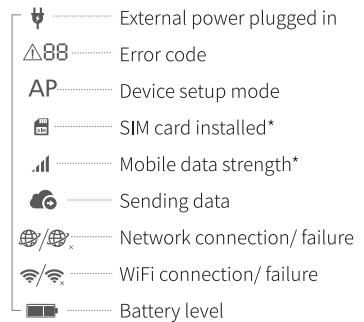 External power plugged in
88 Error code
AP Device setup mode
SIM card installed*
Mobile data strength*
Sending data
Network connection/ failure
WiFi connection/ failure
Battery level